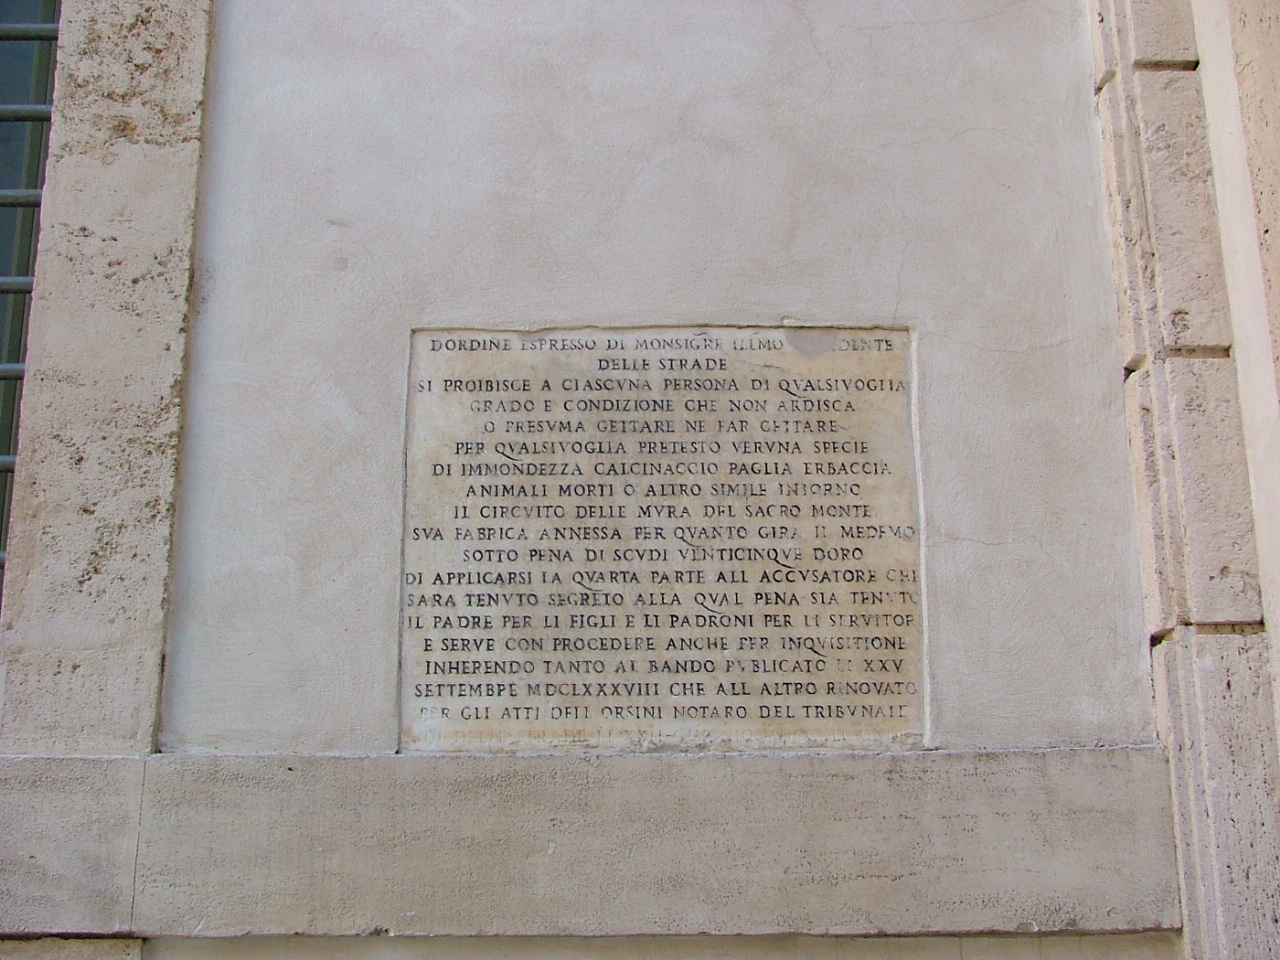 DORDINE ESPRESSO DI MONSIGRE ILLMO DENTE
DELLE STRADE
SI PROIBISCE A CIASCVNA PERSONA DI QVALSIVOGLIA
GRADO E CONDIZIONE CHE NON ARDISCA
O PRESVMA GETTARE NE FAR GETTARE
PER QVALSIVOGLIA PRETESTO VERVNA SPECIE
DI IMMONDEZZA CALCINACCIO PAGLIA ERBACCIA
ANIMALI MORTI O ALTRO SIMILE INTORNO
IL CIRCVITO DELLE MVRA DEL SACRO MONTE
SVA FABRICA ANNESSA PER QVANTO GIRA IL MEDEMO
SOTTO PENA DI SCVDI VENTICINQVE DORO
DI APPLICARSI LA QVARTA PARTE ALL ACCVSATORE CHE
SARA TENVTO SEGRETO ALLA QVAL PENA SIA TENVTO
IL PADRE PER LI FIGLI E LI PADRONI PER LI SERVITOR
E SERVE CON PROCEDERE ANCHE PER INQVISITIONE
INHERENDO TANTO AL BANDO PVBLICATO LI XXV
SETTEMBRE MDCLXXXVIII CHE ALL ALTRO RINOVATO
PER GLI ATTI DELL ORSINI NOTARO DEL TRIBVNALE